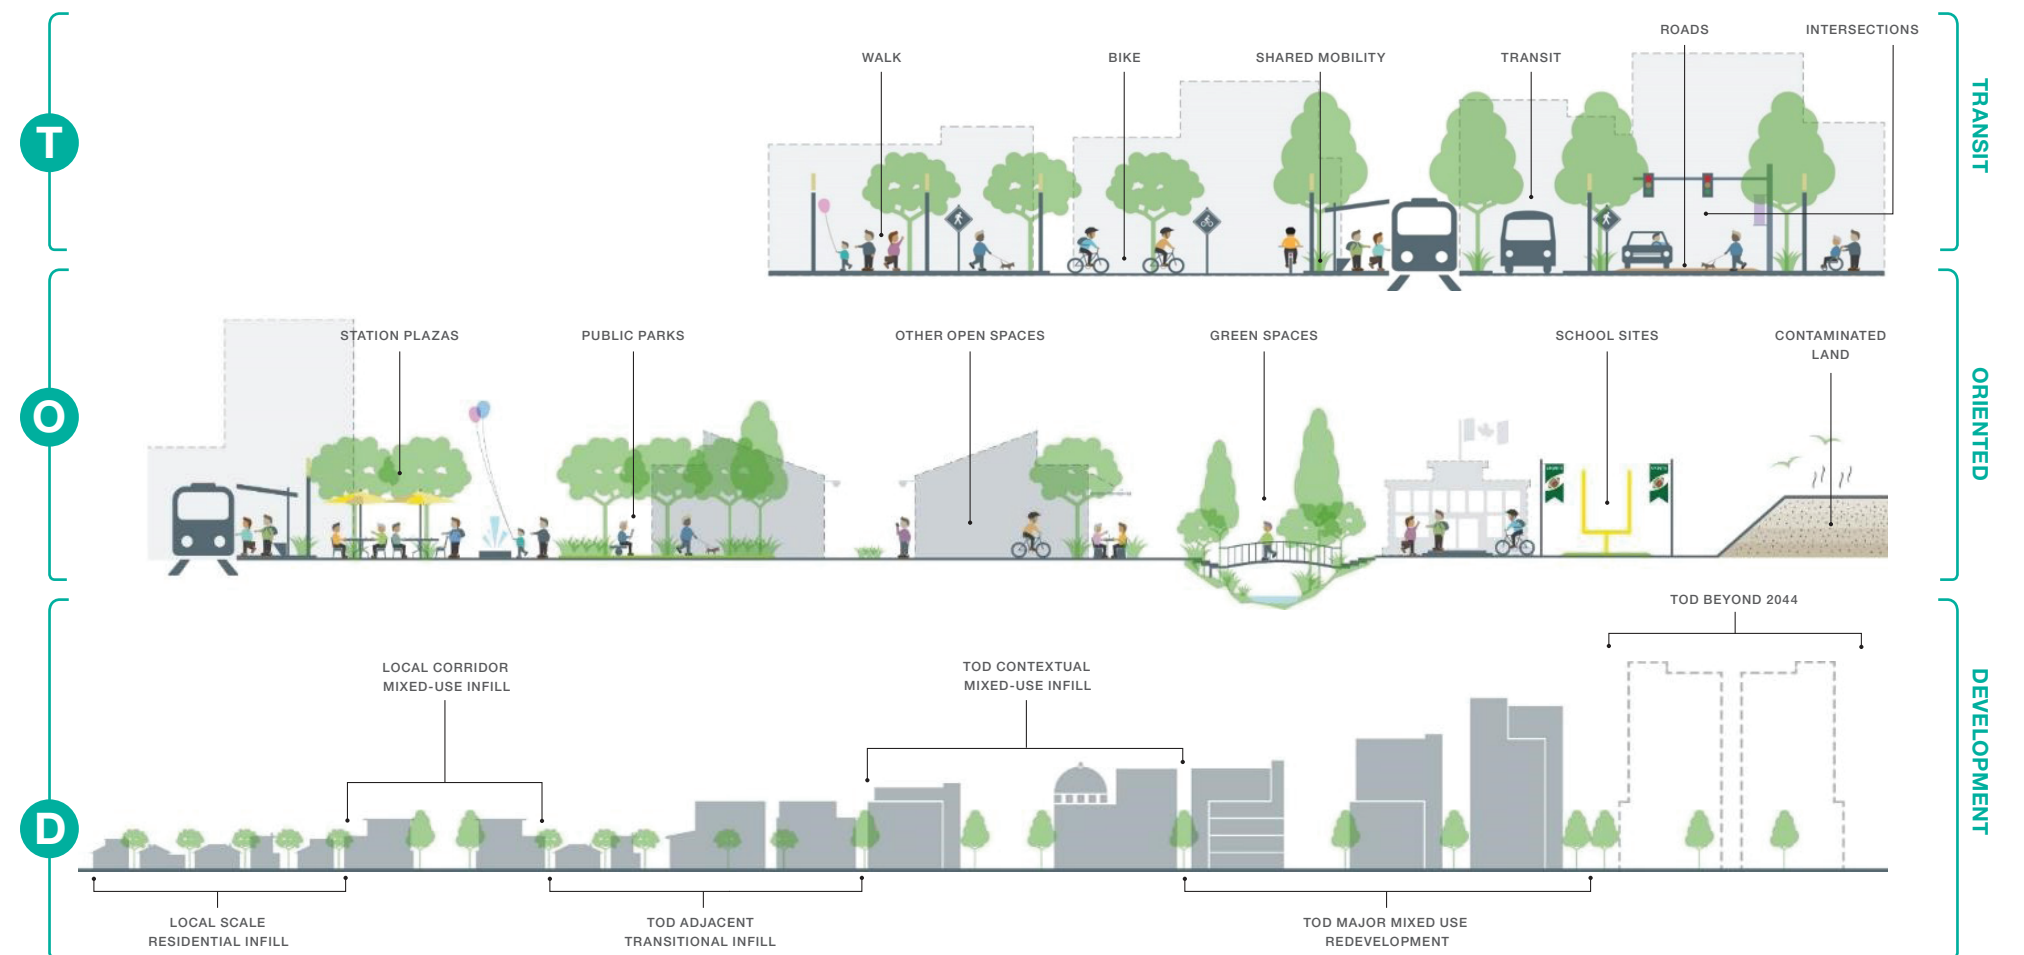 T
WALK
BIKE
SHARED MOBILITY
TRANSIT
ROADS
INTERSECTIONS
TRANSIT
O
STATION PLAZAS
PUBLIC PARKS
OTHER OPEN SPACES
GREEN SPACES
SCHOOL SITES
CONTAMINATED
LAND
ORIENTED
D
LOCAL CORRIDOR
MIXED-USE INFILL
TOD CONTEXTUAL
MIXED-USE INFILL
TOD BEYOND 2044
DEVELOPMENT
LOCAL SCALE
RESIDENTIAL INFILL
TOD ADJACENT
TRANSITIONAL INFILL
TOD MAJOR MIXED USE
REDEVELOPMENT